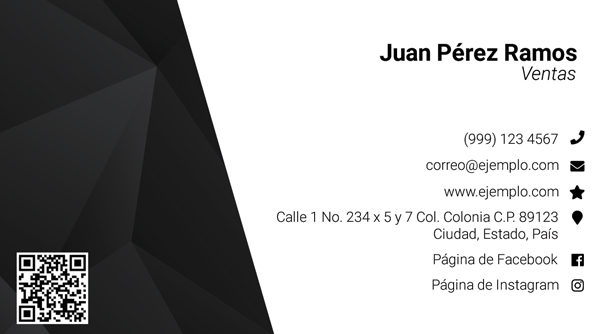 Juan Pérez Ramos
Ventas
(999) 123 4567
correo@ejemplo.com
www.ejemplo.com
Calle 1 No. 234 x 5 y 7 Col. Colonia C.P. 89123
Ciudad, Estado, País
Página de Facebook
Página de Instagram